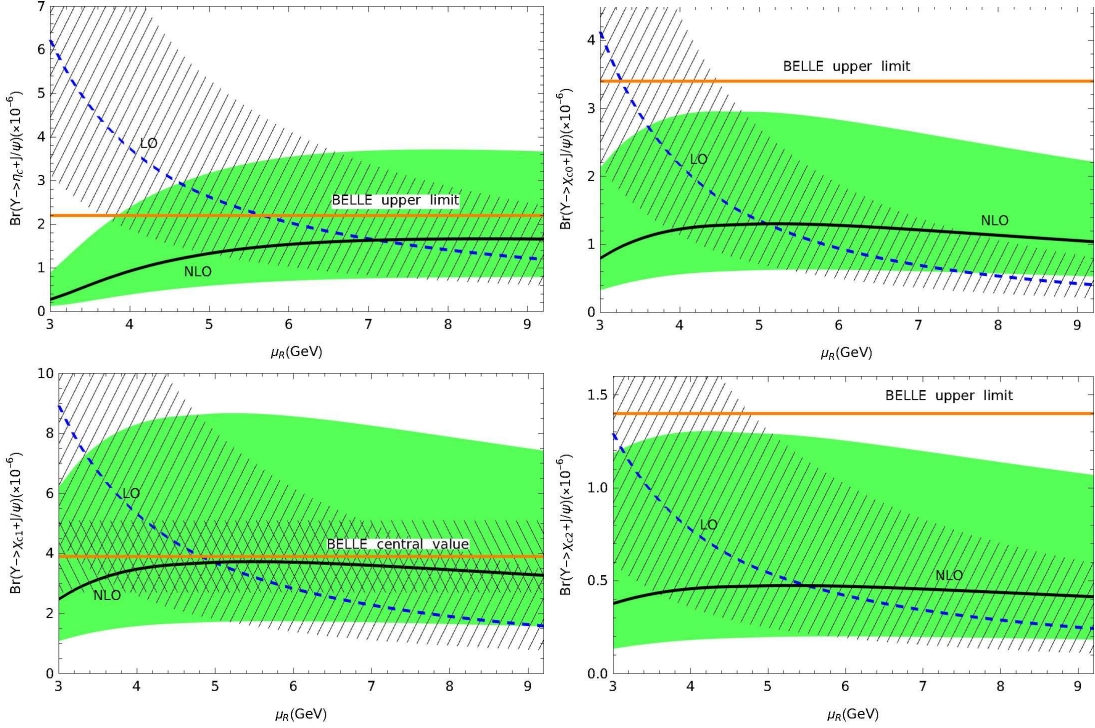 Br(Y->η_c+J/ψ)(×10^-6)
7
6
5
4
3
2
1
0
LO
BELLE upper limit
NLO
3 4 5 6 7 8 9
μ_R(GeV)
Br(Y->χ_c0+J/ψ)(×10^-6)
4
3
2
1
0
BELLE upper limit
LO
NLO
3 4 5 6 7 8 9
μ_R(GeV)
Br(Y->χ_c1+J/ψ)(×10^-6)
10
8
6
4
2
0
LO
BELLE central value
NLO
3 4 5 6 7 8 9
μ_R(GeV)
Br(Y->χ_c2+J/ψ)(×10^-6)
1.5
1.0
0.5
0.0
BELLE upper limit
LO
NLO
3 4 5 6 7 8 9
μ_R(GeV)